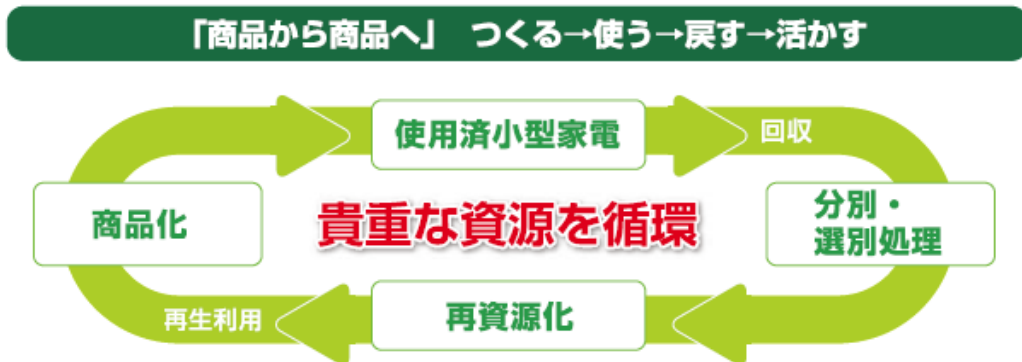 「商品から商品へ」 つくる→使う→戻す→活かす
使用済小型家電
回収
商品化
貴重な資源を循環
分別・
選別処理
再生利用
再資源化